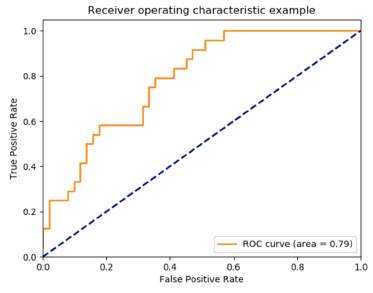 Receiver operating characteristic example
True Positive Rate
1.0
0.8
0.6
0.4
0.2
0.0
ROC curve (area = 0.79)
0.0 0.2 0.4 0.6 0.8 1.0
False Positive Rate